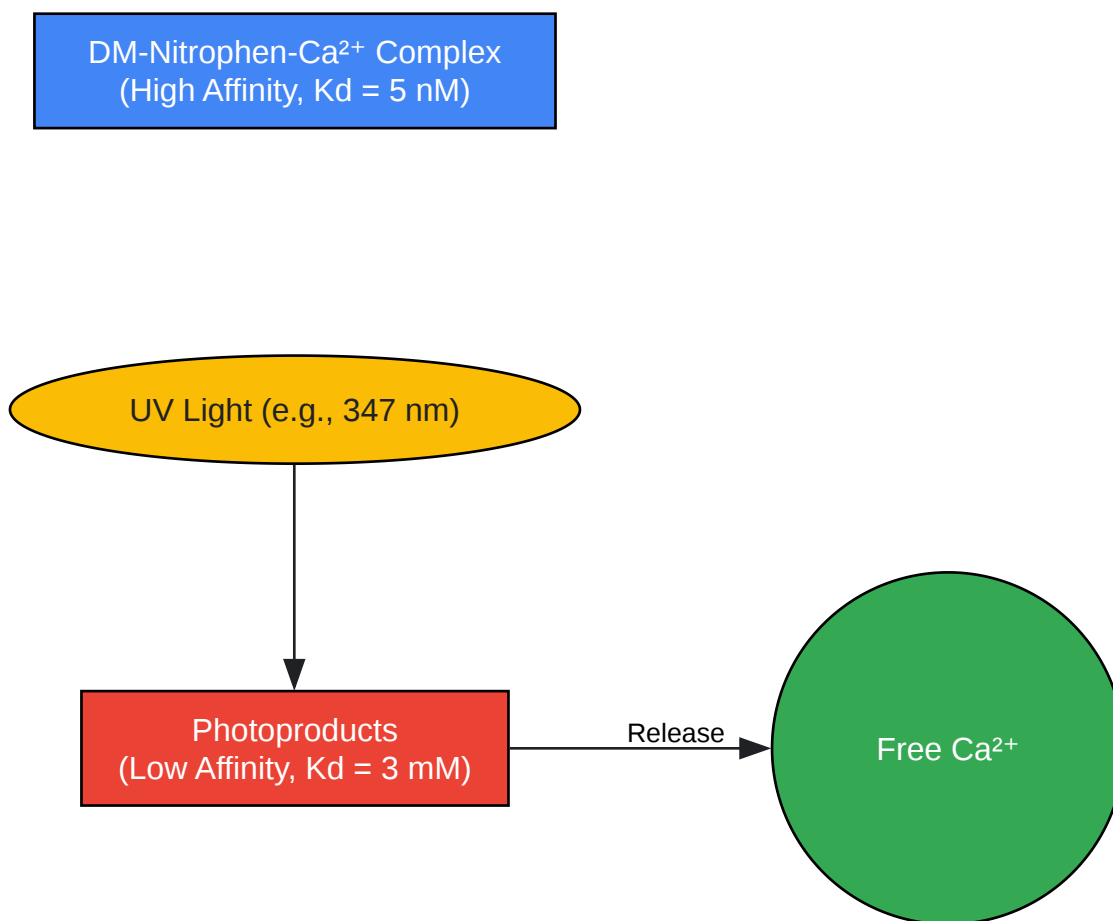 DM-Nitrophen-Ca²⁺ Complex
(High Affinity, Kd = 5 nM)
UV Light (e.g., 347 nm)
Photoproducts
(Low Affinity, Kd = 3 mM)
Release
Free Ca²⁺